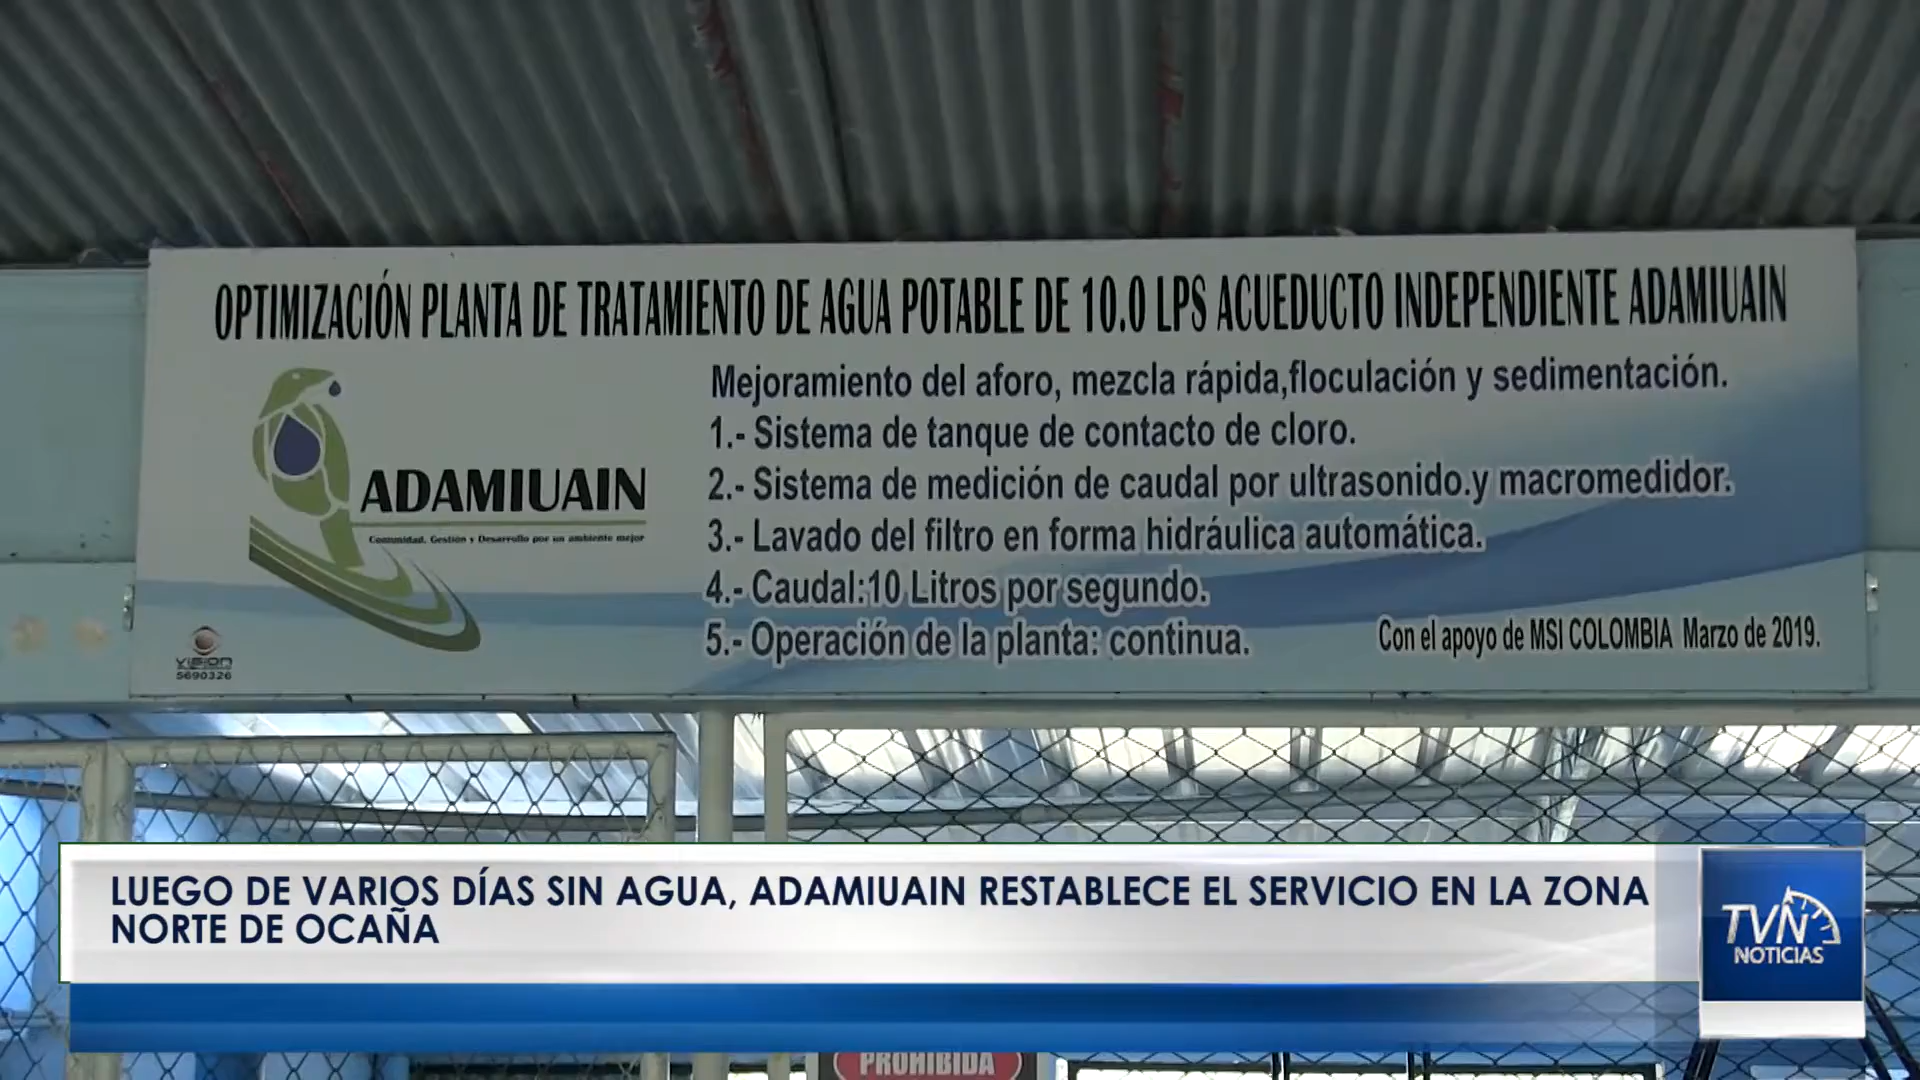 OPTIMIZACIÓN PLANTA DE TRATAMIENTO DE AGUA POTABLE DE 10.0 LPS ACUEDUCTO INDEPENDIENTE ADAMIUAIN
Mejoramiento del aforo, mezcla rápida,floculación y sedimentación.
1.- Sistema de tanque de contacto de cloro.
2.- Sistema de medición de caudal por ultrasonido.y macromedidor.
3.- Lavado del filtro en forma hidráulica automática.
4.- Caudal:10 Litros por segundo.
5.- Operación de la planta: continua.
ADAMIUAIN
Comunidad, Gestión y Desarrollo por un ambiente mejor
VISION
5690326
Con el apoyo de MSI COLOMBIA Marzo de 2019.
LUEGO DE VARIOS DÍAS SIN AGUA, ADAMIUAIN RESTABLECE EL SERVICIO EN LA ZONA
NORTE DE OCAÑA
TVN
NOTICIAS
PROHIBIDA